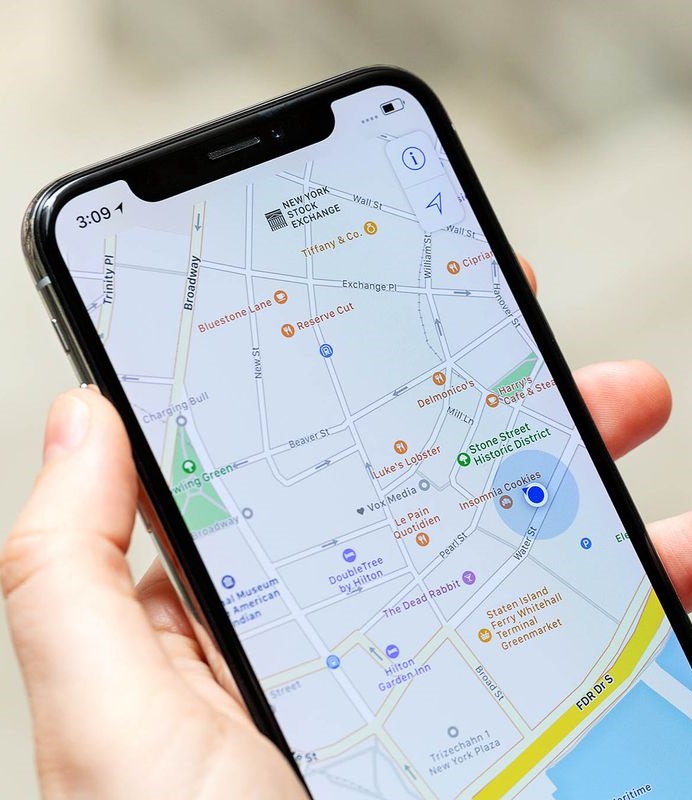 3:09
NEW YORK
STOCK
EXCHANGE
Wall St
Tiffany & Co.
Wall St
William St
Ciprian
Trinity Pl
Broadway
Exchange Pl
Hanover St
Bluestone Lane
Reserve Cut
New St
Delmonico's
Harry's
Cafe & Stea
Charging Bull
Mill Ln
Beaver St
Stone Street
Historic District
Luke's Lobster
wling Green
Vox Media
Insomnia Cookies
Broadway
Le Pain
Quotidien
Pearl St
Water St
P
Ele
DoubleTree
by Hilton
al Museum
American
ndian
The Dead Rabbit
Staten Island
Ferry Whitehall
Terminal
Greenmarket
Hilton
Garden Inn
Street
Broad St
FDR Dr S
Trizechahn 1
New York Plaza
St
aritime